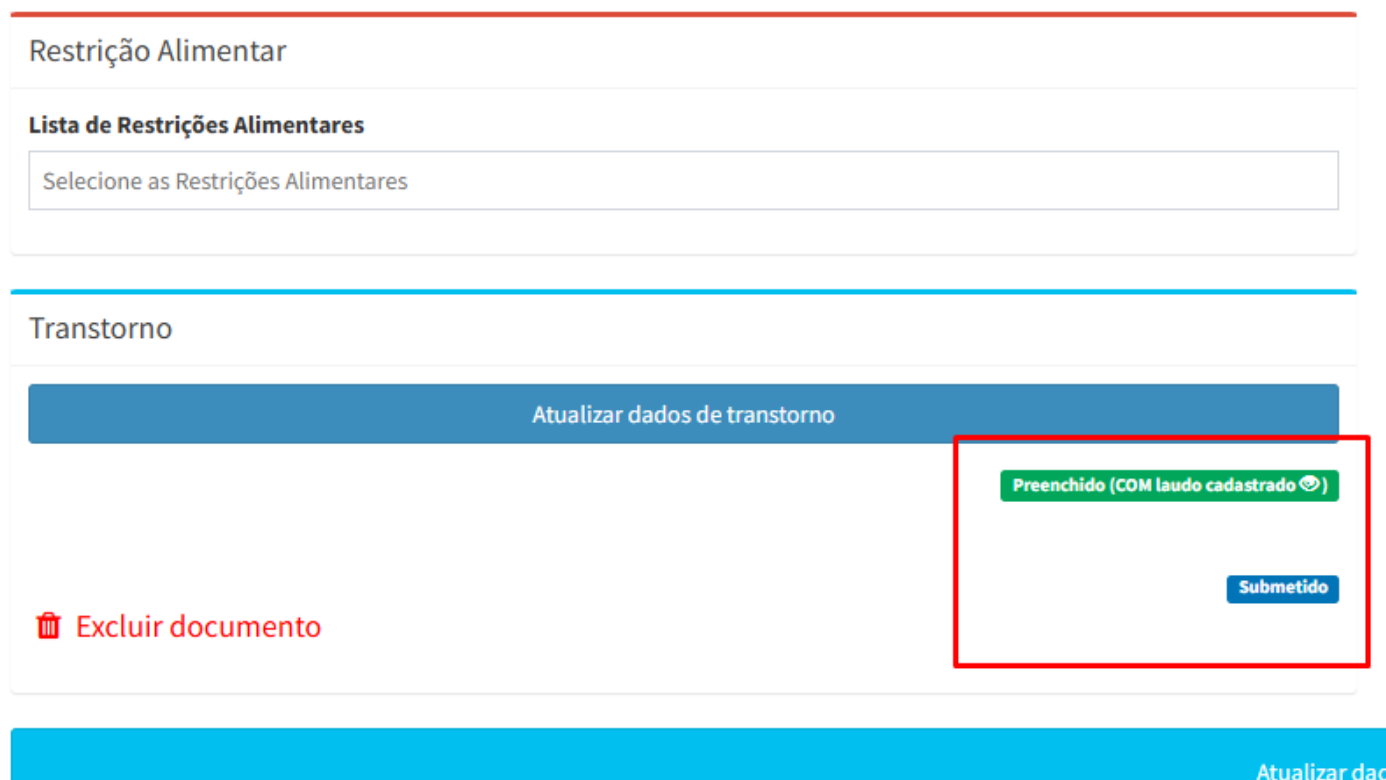 Restrição Alimentar
Lista de Restrições Alimentares
Selecione as Restrições Alimentares
Transtorno
Atualizar dados de transtorno
Preenchido (COM laudo cadastrado)
Submetido
Excluir documento
Atualizar